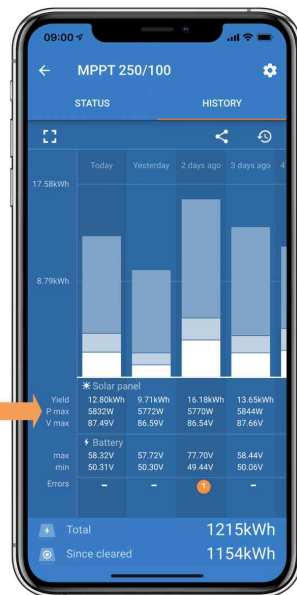 09:00
MPPT 250/100
STATUS HISTORY
Today Yesterday 2 days ago 3 days ago 4
17.58kWh
8.79kWh
Solar panel
Yield 12.80kWh 9.71kWh 16.18kWh 13.65kWh
P max 5832W 5772W 5770W 5844W
V max 87.49V 86.59V 86.54V 87.66V
Battery
max 58.32V 57.72V 77.70V 58.44V
min 50.31V 50.30V 49.44V 50.06V
Errors – – 1 –
Total 1215kWh
Since cleared 1154kWh